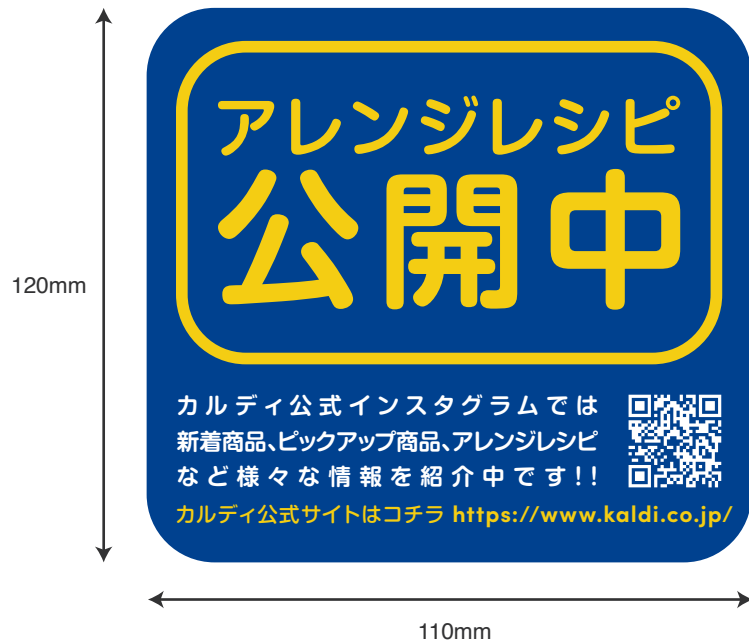 アレンジレシピ
公開中
120mm
カルディ公式インスタグラムでは
新着商品、ピックアップ商品、アレンジレシピ
など様々な情報を紹介中です!!
カルディ公式サイトはコチラ https://www.kaldi.co.jp/
110mm